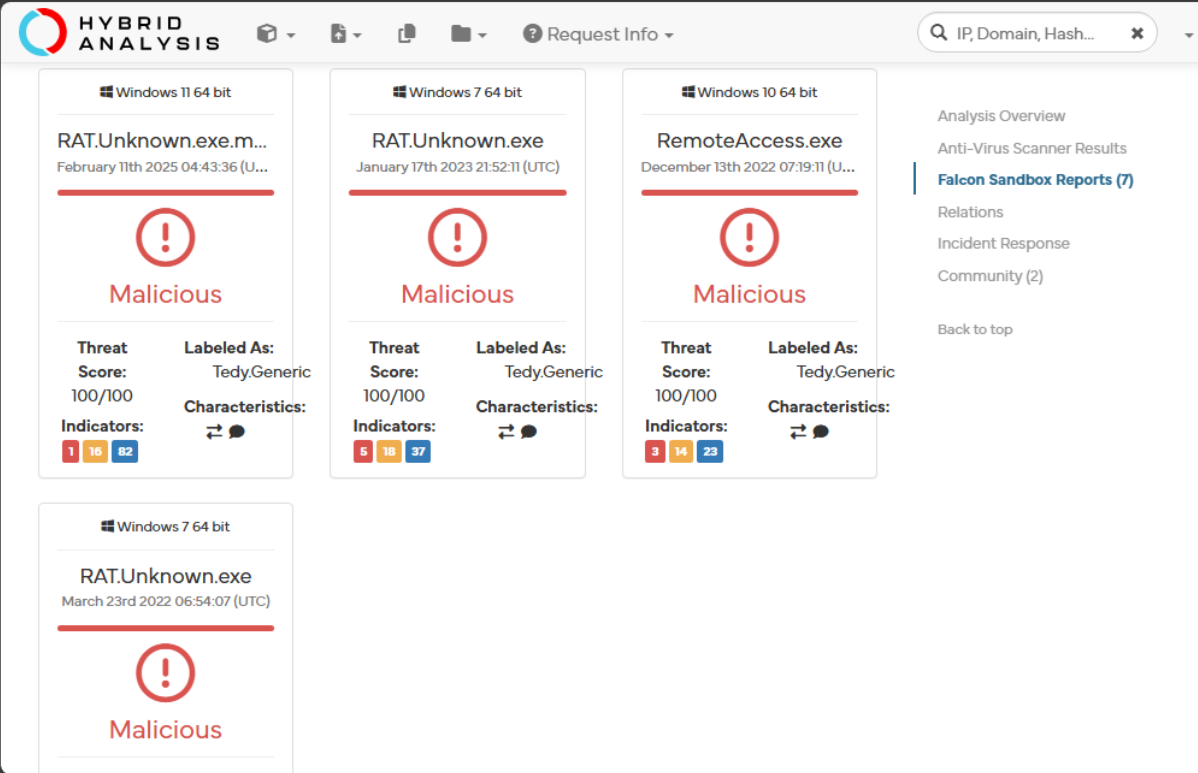 HYBRID
ANALYSIS
Request Info
IP, Domain, Hash...
Windows 11 64 bit
RAT.Unknown.exe.m...
February 11th 2025 04:43:36 (U...
Malicious
Threat
Score:
100/100
Indicators:
1 16 82
Labeled As:
Tedy.Generic
Characteristics:
Windows 7 64 bit
RAT.Unknown.exe
January 17th 2023 21:52:11 (UTC)
Malicious
Threat
Score:
100/100
Indicators:
5 18 37
Labeled As:
Tedy.Generic
Characteristics:
Windows 10 64 bit
RemoteAccess.exe
December 13th 2022 07:19:11 (U...
Malicious
Threat
Score:
100/100
Indicators:
3 14 23
Labeled As:
Tedy.Generic
Characteristics:
Windows 7 64 bit
RAT.Unknown.exe
March 23rd 2022 06:54:07 (UTC)
Malicious
Analysis Overview
Anti-Virus Scanner Results
Falcon Sandbox Reports (7)
Relations
Incident Response
Community (2)
Back to top